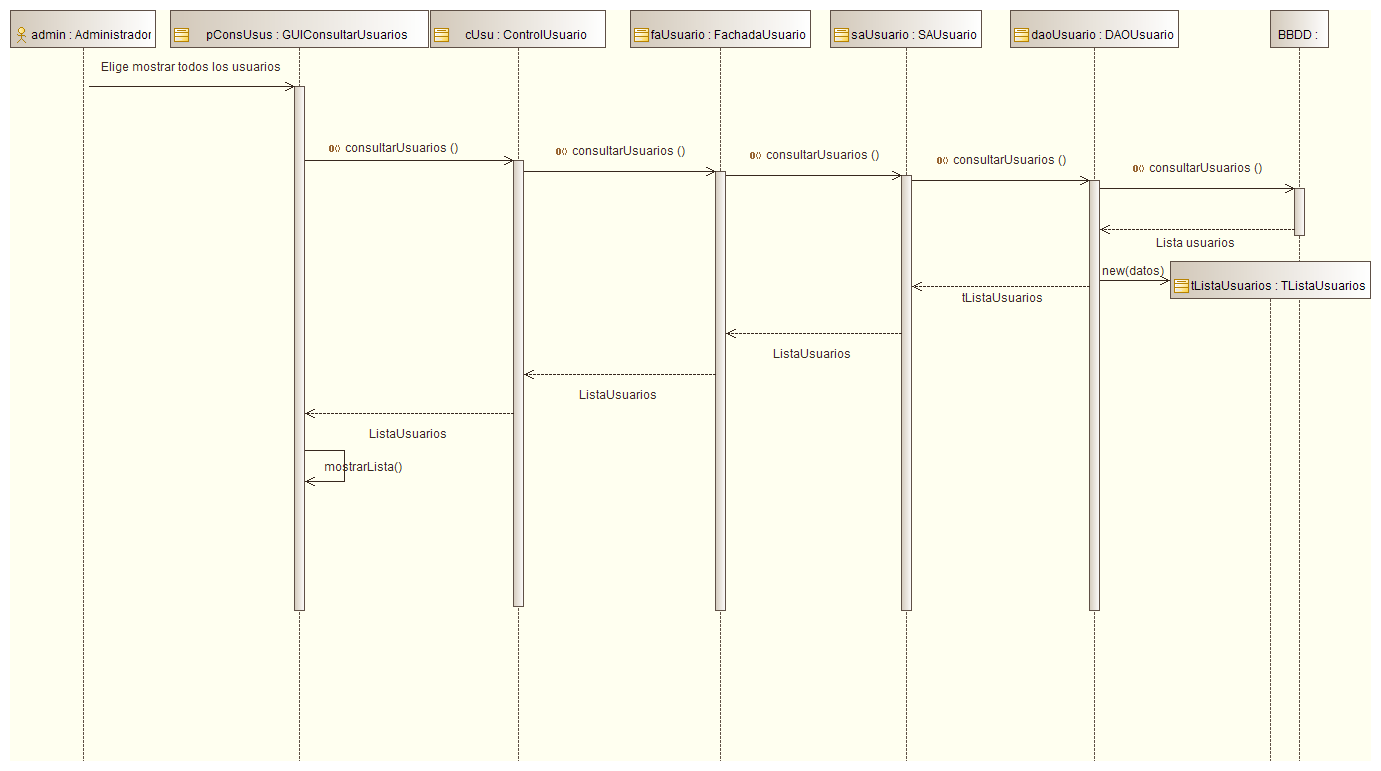 admin : Administrador
pConsUsus : GUIConsultarUsuarios
cUsu : ControlUsuario
faUsuario : FachadaUsuario
saUsuario : SAUsuario
daoUsuario : DAOUsuario
BBDD :
Elige mostrar todos los usuarios
consultarUsuarios ()
consultarUsuarios ()
consultarUsuarios ()
consultarUsuarios ()
consultarUsuarios ()
Lista usuarios
new(datos)
tListaUsuarios : TListaUsuarios
tListaUsuarios
ListaUsuarios
ListaUsuarios
ListaUsuarios
mostrarLista()